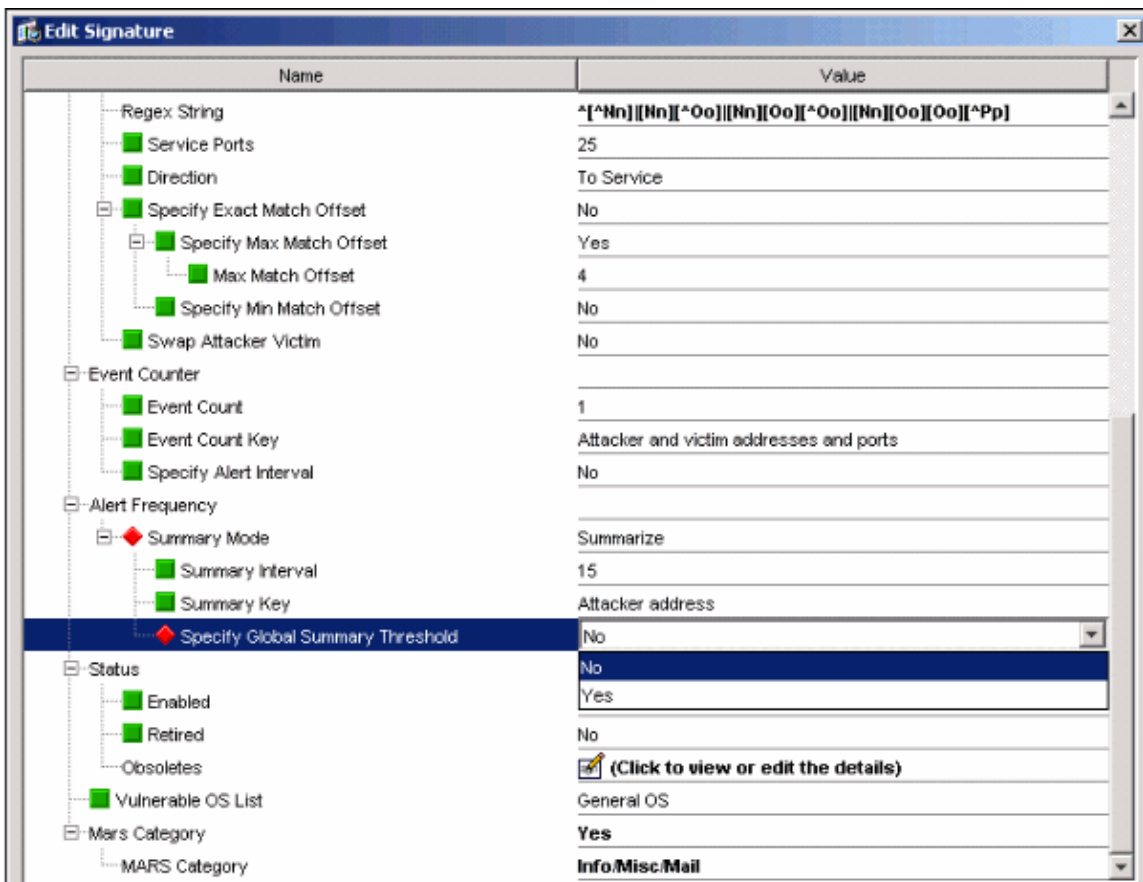 Edit Signature
Name Value
Regex String ^[^Nn]|[Nn][^Oo]|[Nn][Oo][^Oo]|[Nn][Oo][Oo][^Pp]
Service Ports 25
Direction To Service
Specify Exact Match Offset No
Specify Max Match Offset Yes
Max Match Offset 4
Specify Min Match Offset No
Swap Attacker Victim No
Event Counter
Event Count 1
Event Count Key Attacker and victim addresses and ports
Specify Alert Interval No
Alert Frequency
Summary Mode Summarize
Summary Interval 15
Summary Key Attacker address
Specify Global Summary Threshold No
Status No
Enabled Yes
Retired No
Obsoletes (Click to view or edit the details)
Vulnerable OS List General OS
Mars Category Yes
MARS Category Info/Misc/Mail